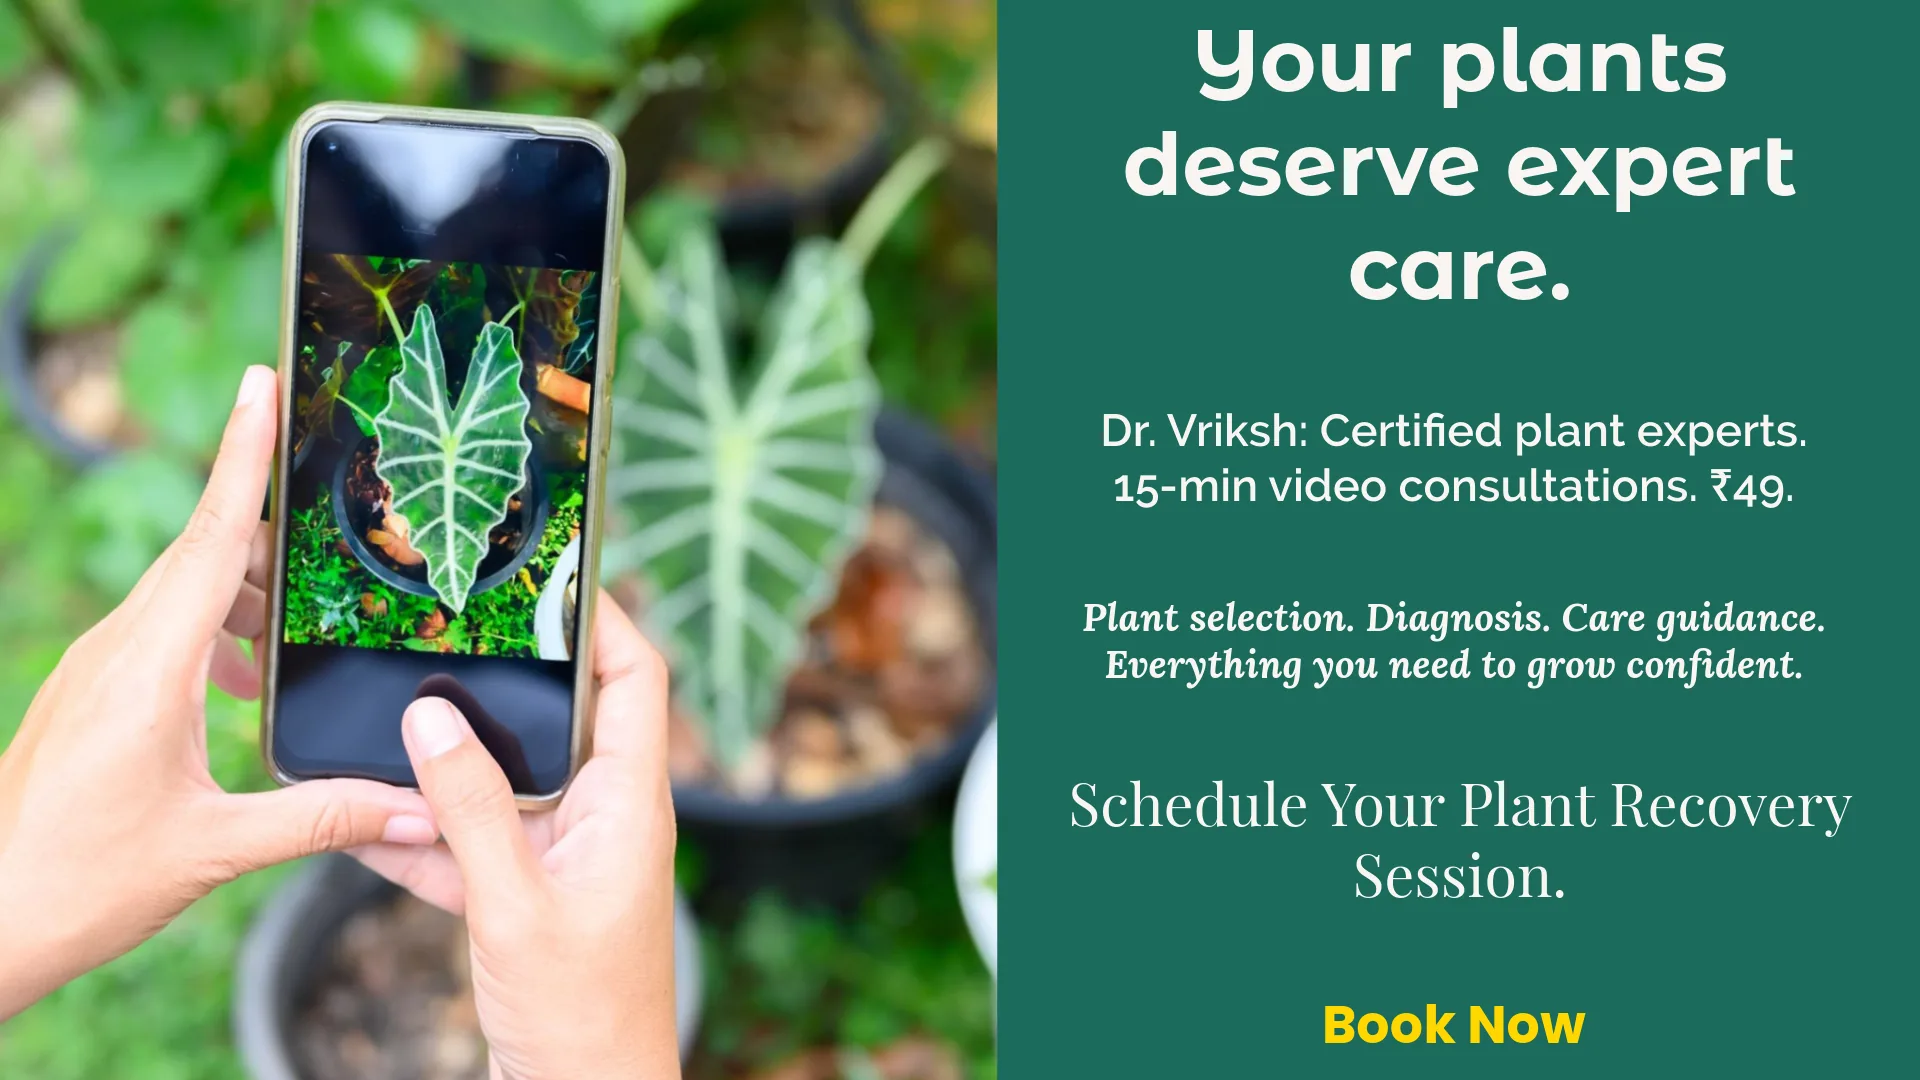 Your plants
deserve expert
care.
Dr. Vriksh: Certified plant experts.
15-min video consultations. ₹49.
Plant selection. Diagnosis. Care guidance.
Everything you need to grow confident.
Schedule Your Plant Recovery
Session.
Book Now